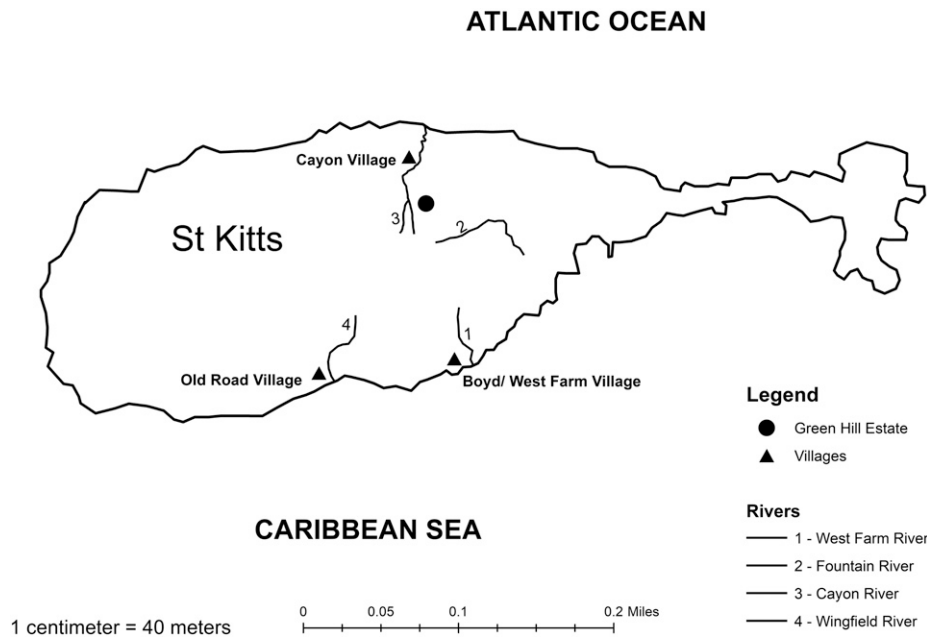 ATLANTIC OCEAN
Cayon Village
3
2
St Kitts
4
1
Old Road Village
Boyd/ West Farm Village
Legend
Green Hill Estate
Villages
CARIBBEAN SEA
Rivers
1 - West Farm River
2 - Fountain River
3 - Cayon River
4 - Wingfield River
0 0.05 0.1 0.2 Miles
1 centimeter = 40 meters